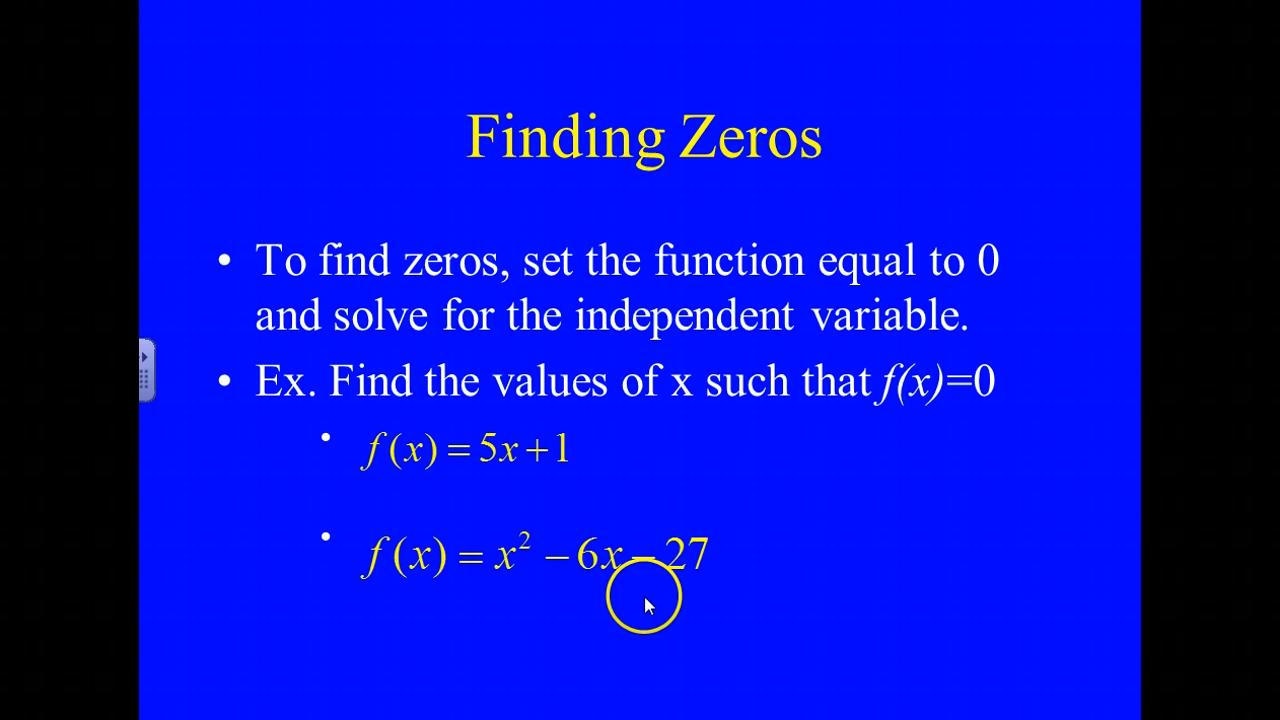 Finding Zeros
• To find zeros, set the function equal to 0
and solve for the independent variable.
• Ex. Find the values of x such that f(x)=0
• f(x) = 5x + 1
• f(x) = x² − 6x − 27